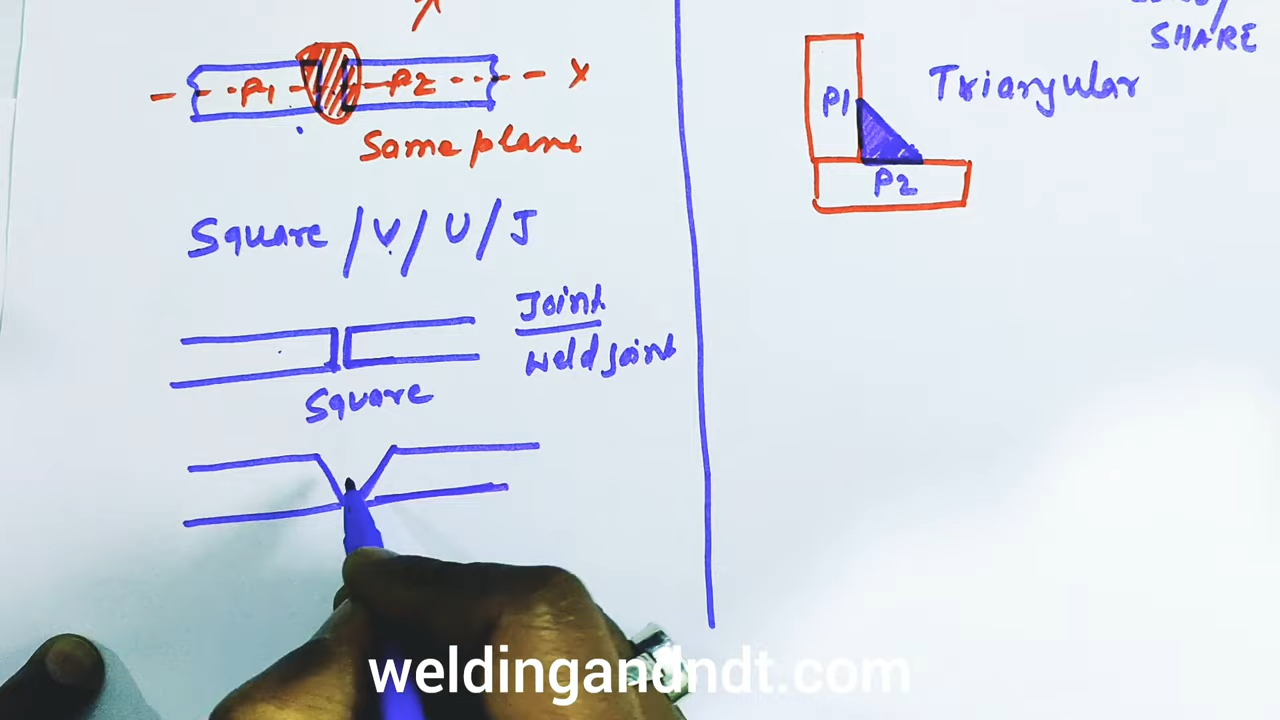 P1 P2 X
Same plane
Square / V / U / J
Joint
Weld Joint
Square
SHARE
Triangular
P1
P2
weldingandndt.com